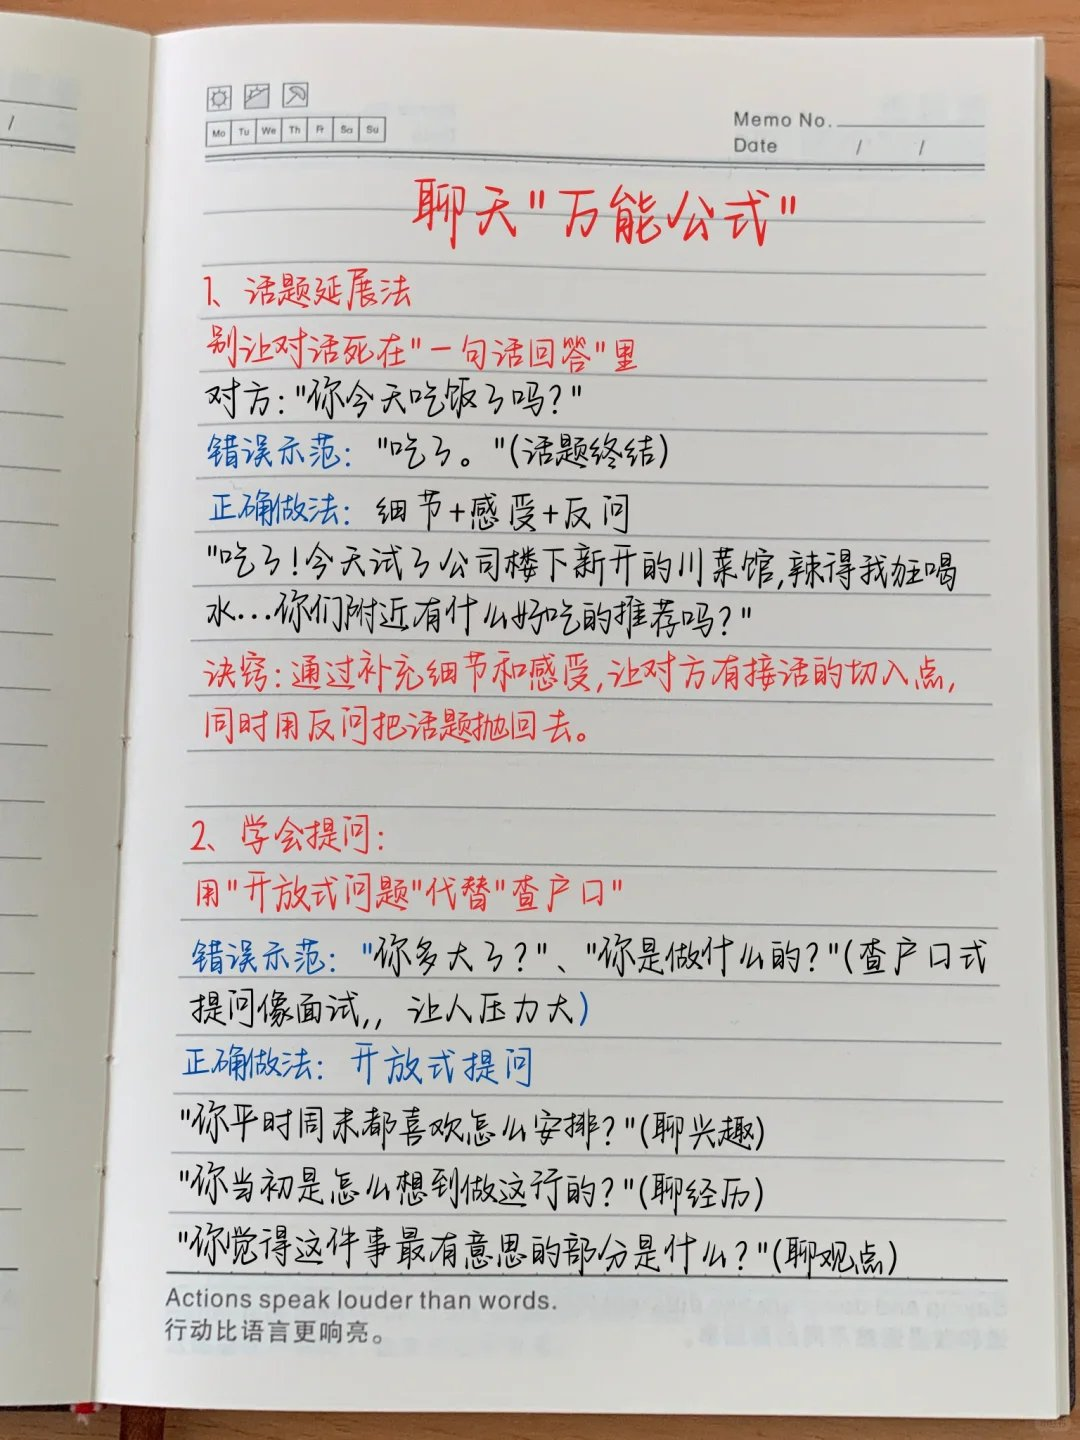 Mo Tu We Th Fr Sa Su
Memo No.
Date / /
/
聊天"万能公式"
1、话题延展法
别让对话死在"一句话回答"里
对方:"你今天吃饭了吗?"
错误示范:"吃了。"(话题终结)
正确做法:细节+感受+反问
"吃了!今天试了公司楼下新开的川菜馆,辣得我狂喝
水...你们附近有什么好吃的推荐吗?"
诀窍:通过补充细节和感受,让对方有接话的切入点,
同时用反问把话题抛回去。
2、学会提问:
用"开放式问题"代替"查户口"
错误示范:"你多大了?"、"你是做什么的?"(查户口式
提问像面试,,让人压力大)
正确做法:开放式提问
"你平时周末都喜欢怎么安排?"(聊兴趣)
"你当初是怎么想到做这行的?"(聊经历)
"你觉得这件事最有意思的部分是什么?"(聊观点)
Actions speak louder than words.
行动比语言更响亮。